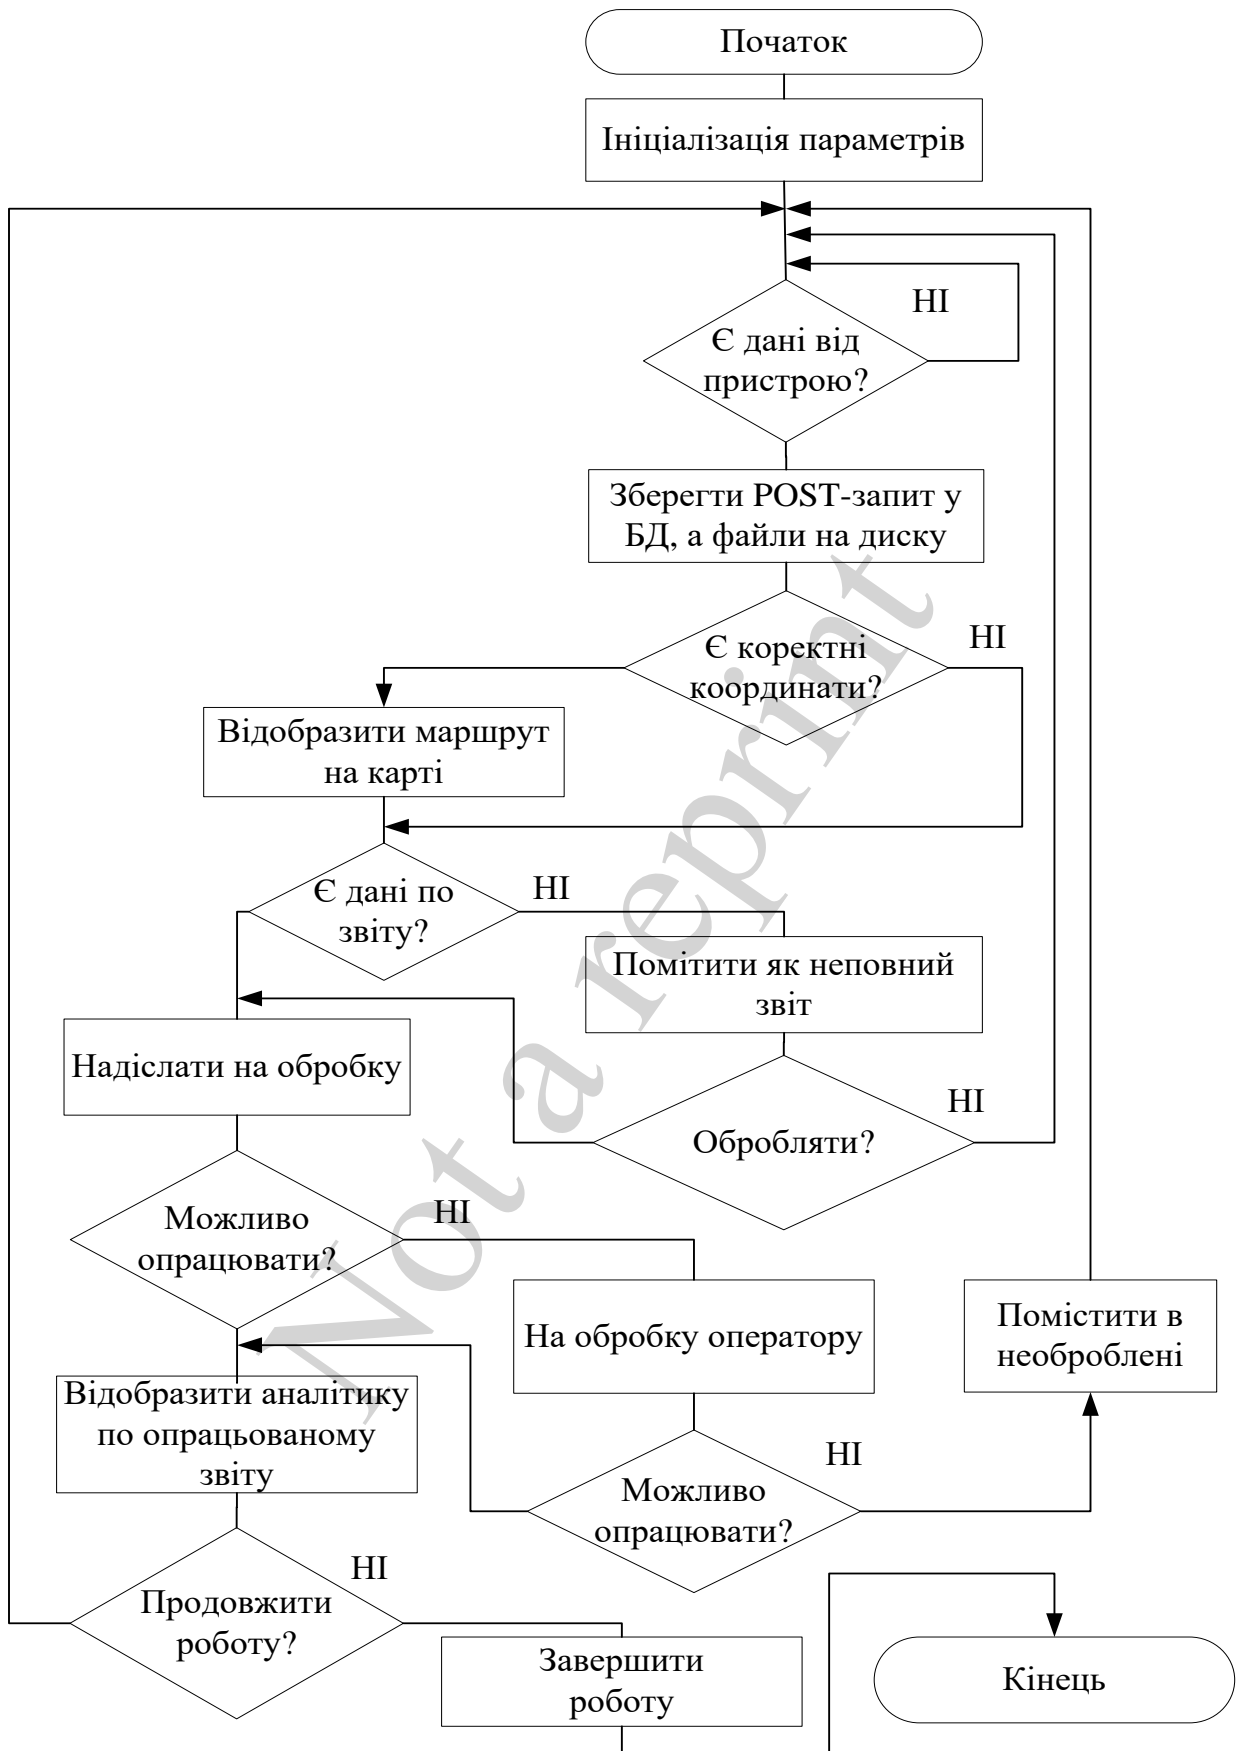 Початок
Ініціалізація параметрів
НІ
Є дані від
пристрою?
Зберегти POST-запит у
БД, а файли на диску
НІ
Є коректні
координати?
Відобразити маршрут
на карті
Є дані по
звіту?
НІ
Помітити як неповний
звіт
Надіслати на обробку
НІ
Обробляти?
Можливо
опрацювати?
НІ
На обробку оператору
Помістити в
необроблені
Відобразити аналітику
по опрацьованому
звіту
НІ
Можливо
опрацювати?
НІ
Продовжити
роботу?
Завершити
роботу
Кінець
Not a reprint